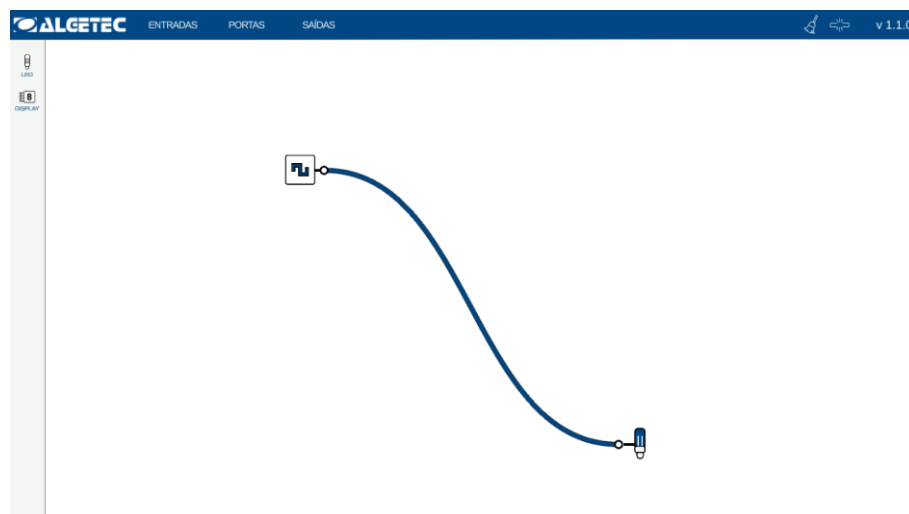 ALGETEC ENTRADAS PORTAS SAÍDAS v 1.1.0
LED
8
DISPLAY